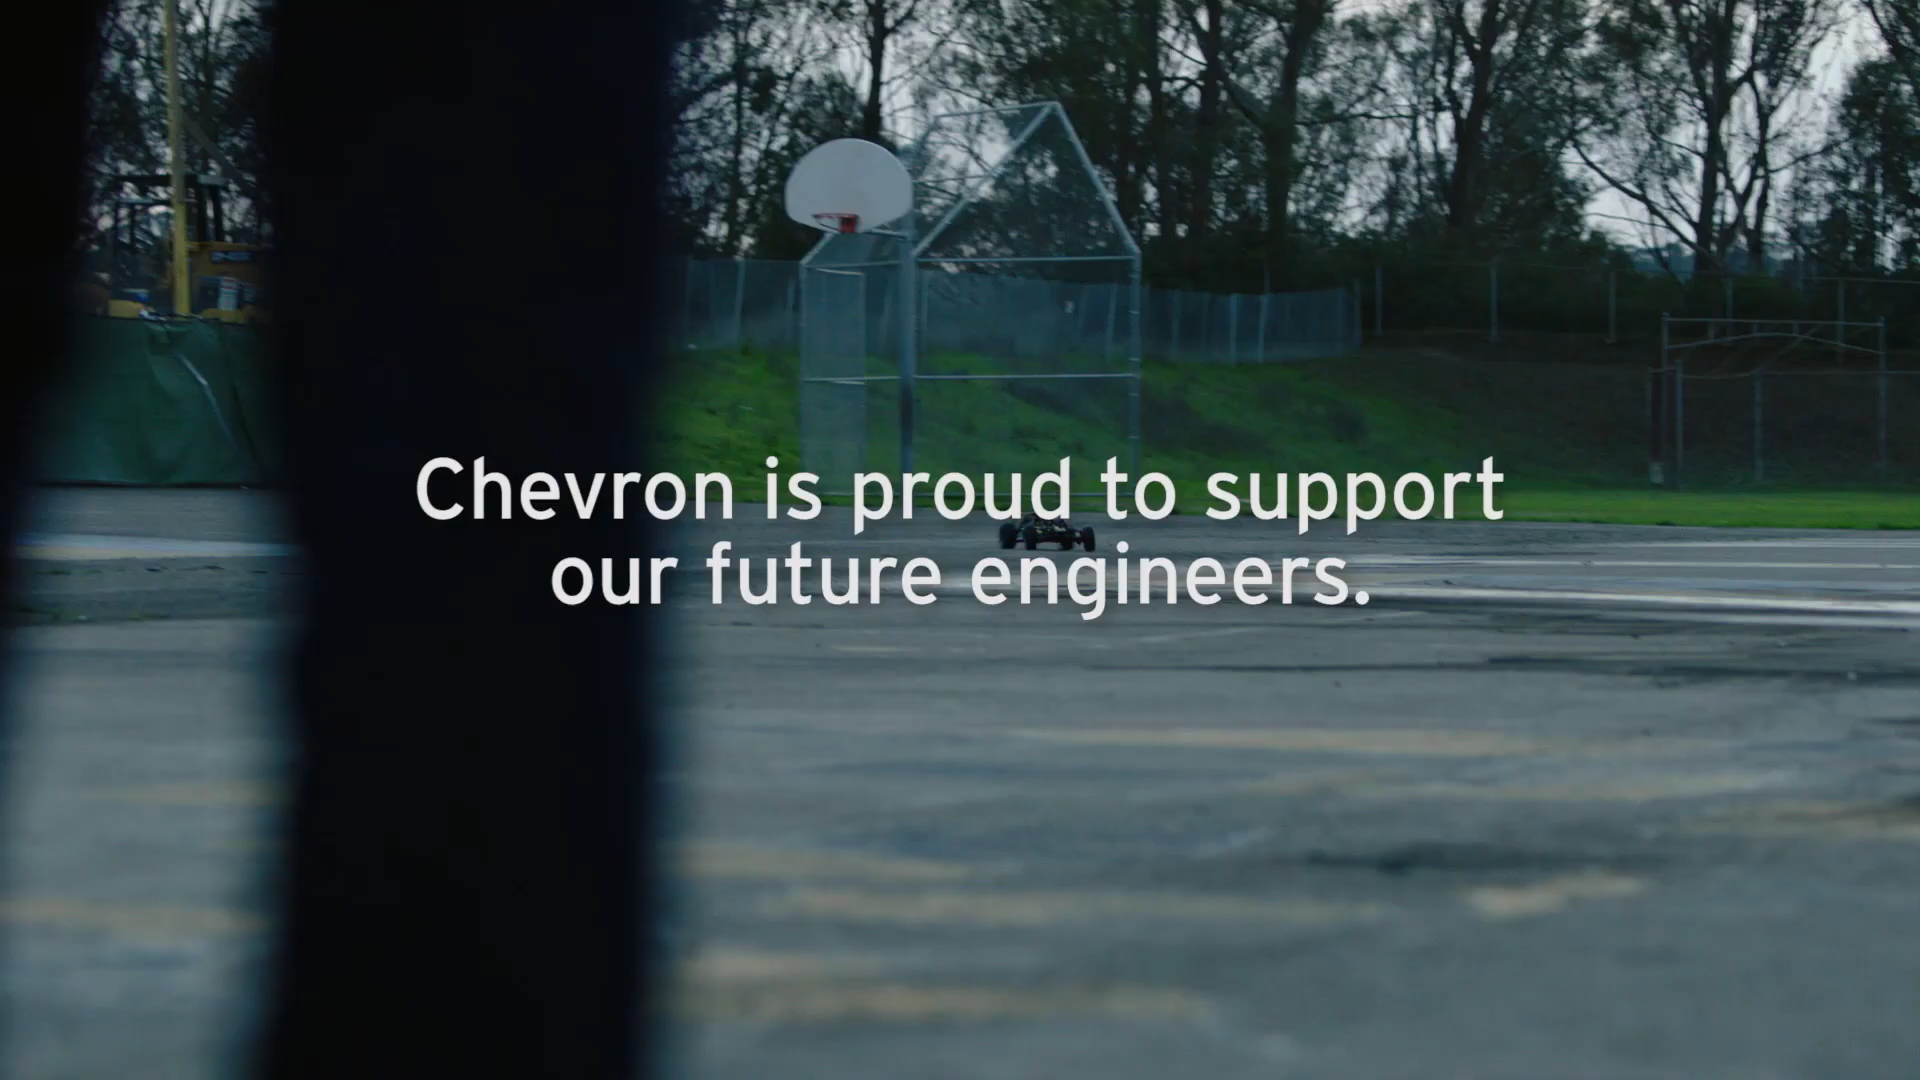 Chevron is proud to support
our future engineers.